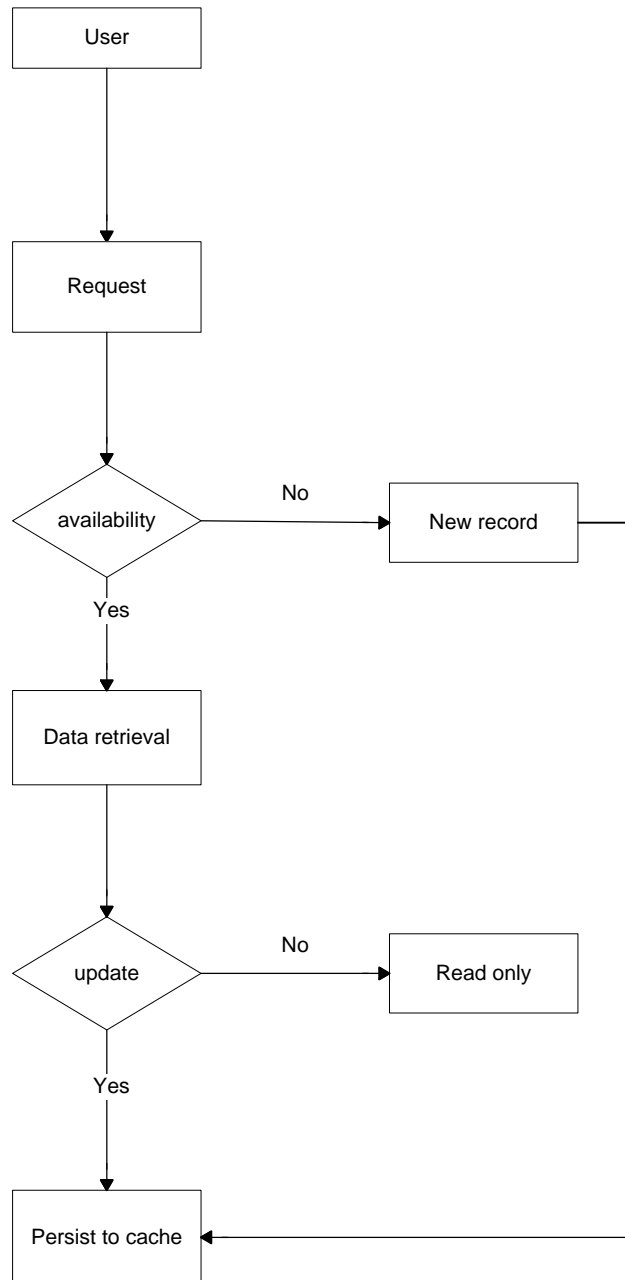 User
Request
availability
No
New record
Yes
Data retrieval
update
No
Read only
Yes
Persist to cache